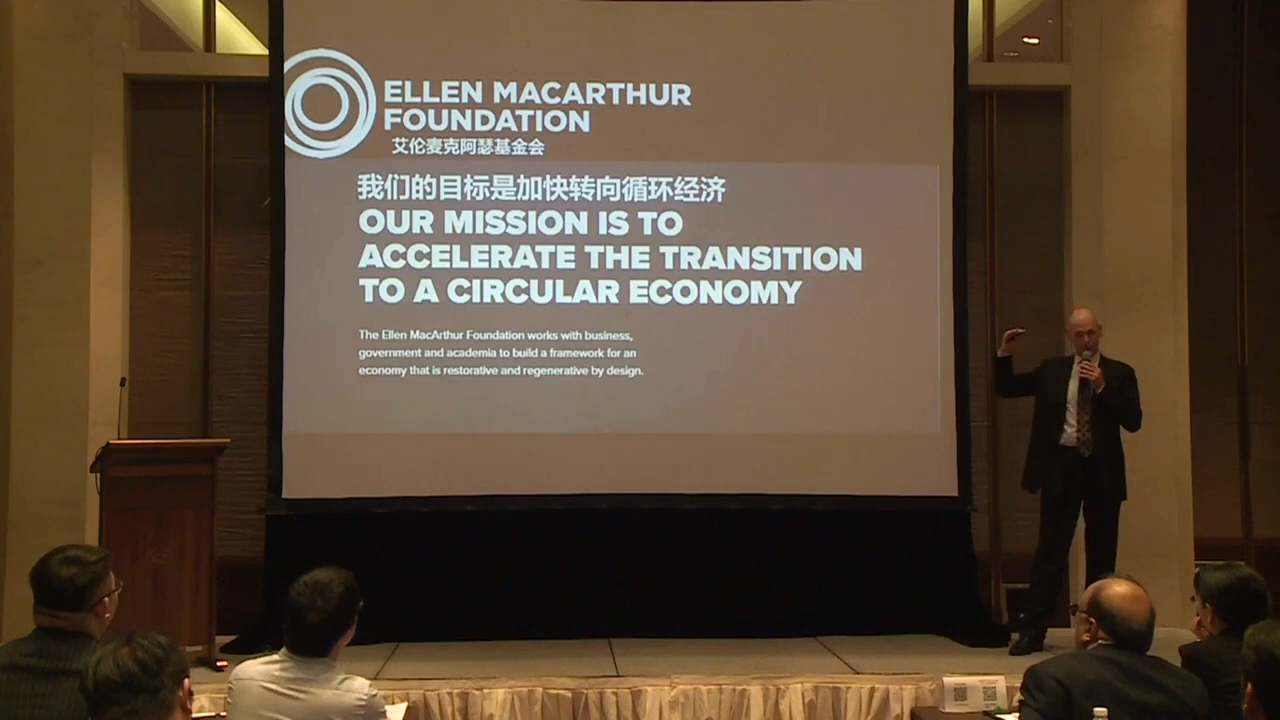 ELLEN MACARTHUR
FOUNDATION
艾伦麦克阿瑟基金会
我们的目标是加快转向循环经济
OUR MISSION IS TO
ACCELERATE THE TRANSITION
TO A CIRCULAR ECONOMY
The Ellen MacArthur Foundation works with business,
government and academia to build a framework for an
economy that is restorative and regenerative by design.